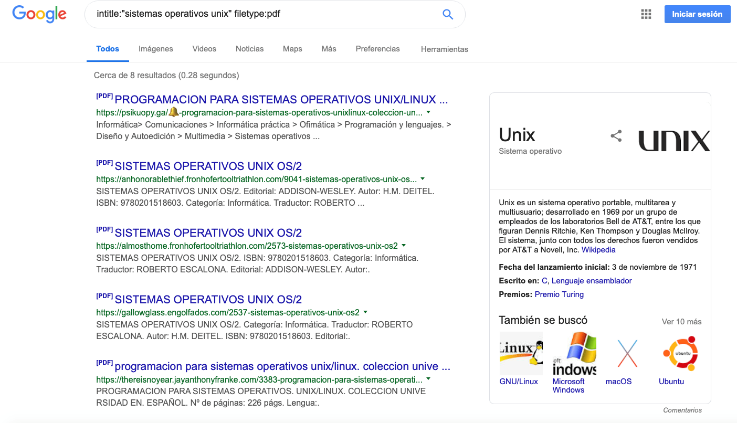 Google
intitle:"sistemas operativos unix" filetype:pdf
Iniciar sesión
Todos Imágenes Vídeos Noticias Maps Más Preferencias Herramientas
Cerca de 8 resultados (0.28 segundos)
[PDF] PROGRAMACION PARA SISTEMAS OPERATIVOS UNIX/LINUX ...
https://psikuopy.ga/🔔-programacion-para-sistemas-operativos-unixlinux-coleccion-un...
Informática> Comunicaciones > Informática práctica > Ofimática > Programación y lenguajes. >
Diseño y Autoedición > Multimedia > Sistemas operativos ...
[PDF] SISTEMAS OPERATIVOS UNIX OS/2
https://anhonorablethief.fronhofertooltriathlon.com/9041-sistemas-operativos-unix-os...
SISTEMAS OPERATIVOS UNIX OS/2. Editorial: ADDISON-WESLEY. Autor: H.M. DEITEL.
ISBN: 9780201518603. Categoría: Informática. Traductor: ROBERTO ...
[PDF] SISTEMAS OPERATIVOS UNIX OS/2
https://almosthome.fronhofertooltriathlon.com/2573-sistemas-operativos-unix-os2
SISTEMAS OPERATIVOS UNIX OS/2. ISBN: 9780201518603. Categoría: Informática.
Traductor: ROBERTO ESCALONA. Editorial: ADDISON-WESLEY. Autor:.
[PDF] SISTEMAS OPERATIVOS UNIX OS/2
https://gallowglass.engolfados.com/2537-sistemas-operativos-unix-os2
SISTEMAS OPERATIVOS UNIX OS/2. Categoría: Informática. Traductor: ROBERTO
ESCALONA. Autor: H.M. DEITEL. ISBN: 9780201518603. Editorial:.
[PDF] programacion para sistemas operativos. unix/linux. coleccion unive ...
https://thereisnoyear.jayanthonyfranke.com/3383-programacion-para-sistemas-operati...
PROGRAMACION PARA SISTEMAS OPERATIVOS. UNIX/LINUX. COLECCION UNIVE
RSIDAD EN. ESPAÑOL. Nº de páginas: 226 págs. Lengua:.
Unix
Sistema operativo
UNIX
Unix es un sistema operativo portable, multitarea y
multiusuario; desarrollado en 1969 por un grupo de
empleados de los laboratorios Bell de AT&T, entre los que
figuran Dennis Ritchie, Ken Thompson y Douglas McIlroy.
El sistema, junto con todos los derechos fueron vendidos
por AT&T a Novell, Inc. Wikipedia
Fecha del lanzamiento inicial: 3 de noviembre de 1971
Escrito en: C, Lenguaje ensamblador
Premios: Premio Turing
También se buscó
Ver 10 más
Linux
oft
indows
ubuntu
GNU/Linux
Microsoft
Windows
macOS
Ubuntu
Comentarios